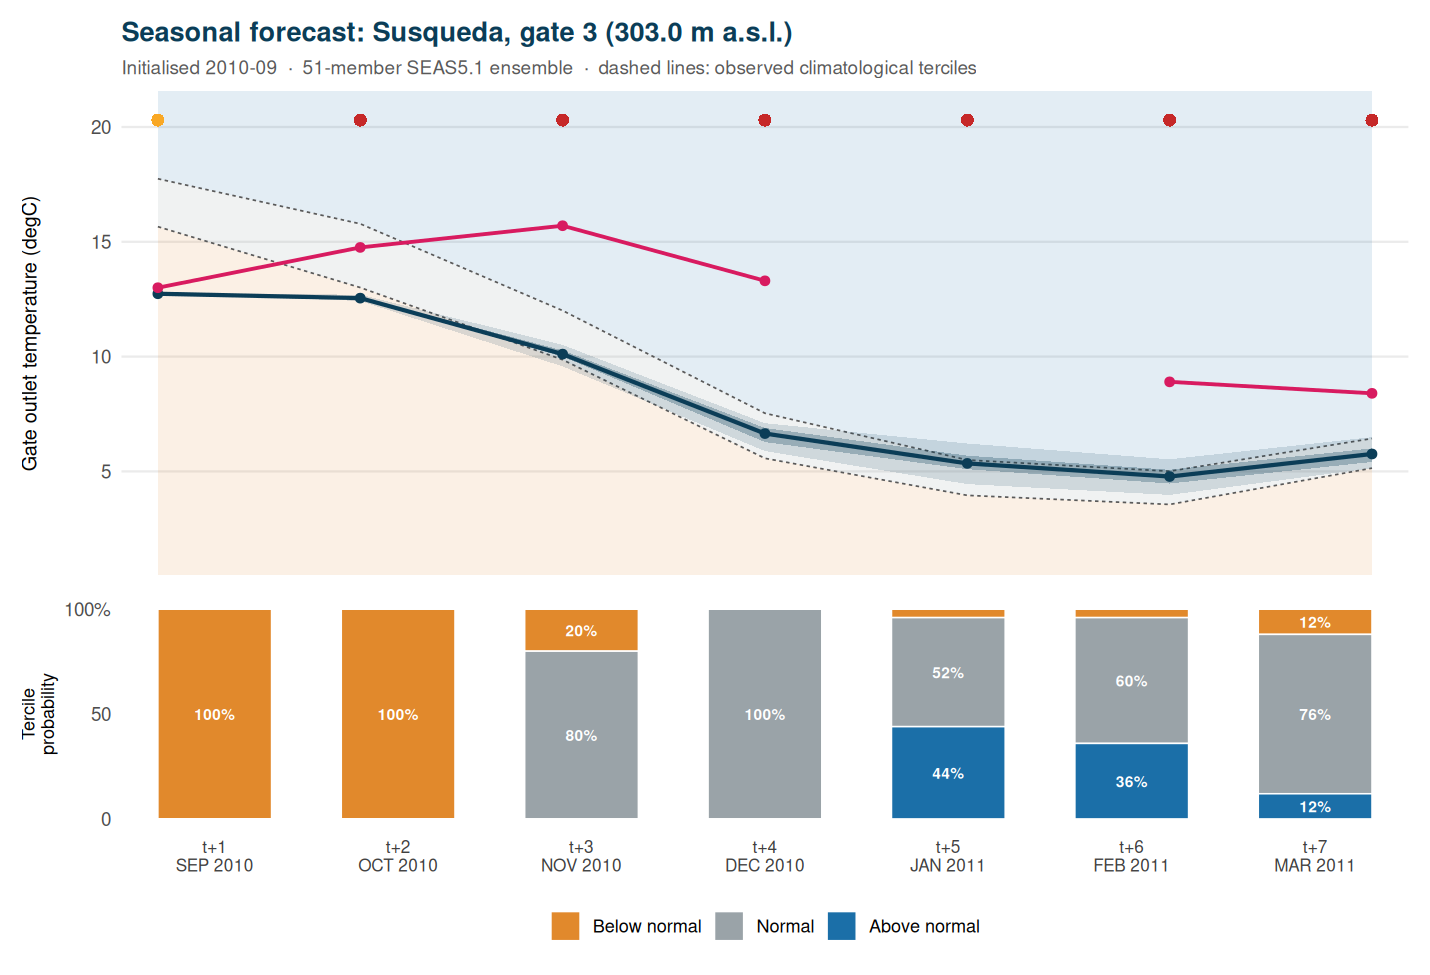 Seasonal forecast: Susqueda, gate 3 (303.0 m a.s.l.)
Initialised 2010-09 · 51-member SEAS5.1 ensemble · dashed lines: observed climatological terciles
Gate outlet temperature (degC)
20
15
10
5
Tercile
probability
100%
50
0
100%
100%
20%
80%
100%
52%
44%
60%
36%
12%
76%
12%
t+1
SEP 2010
t+2
OCT 2010
t+3
NOV 2010
t+4
DEC 2010
t+5
JAN 2011
t+6
FEB 2011
t+7
MAR 2011
Below normal
Normal
Above normal